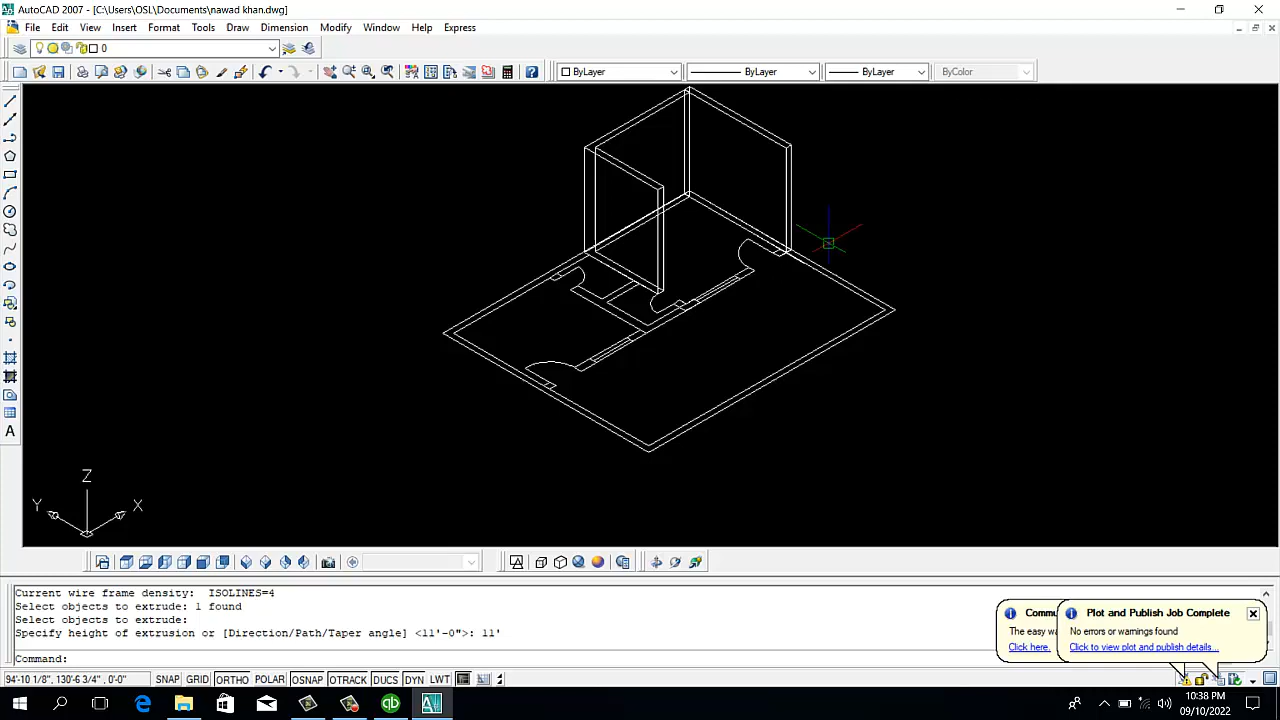 AutoCAD 2007 - [C:\Users\OSL\Documents\nawad khan.dwg]
File Edit View Insert Format Tools Draw Dimension Modify Window Help Express
0
ByLayer ByLayer ByLayer ByColor
A
Z
Y X
Current wire frame density: ISOLINES=4
Select objects to extrude: 1 found
Select objects to extrude:
Specify height of extrusion or [Direction/Path/Taper angle] <11'-0">: 11'
Command:
Commu
The easy wa
Click here.
Plot and Publish Job Complete
No errors or warnings found
Click to view plot and publish details...
94'-10 1/8", 130'-6 3/4" , 0'-0" SNAP GRID ORTHO POLAR OSNAP OTRACK DUCS DYN LWT
10:38 PM
09/10/2022